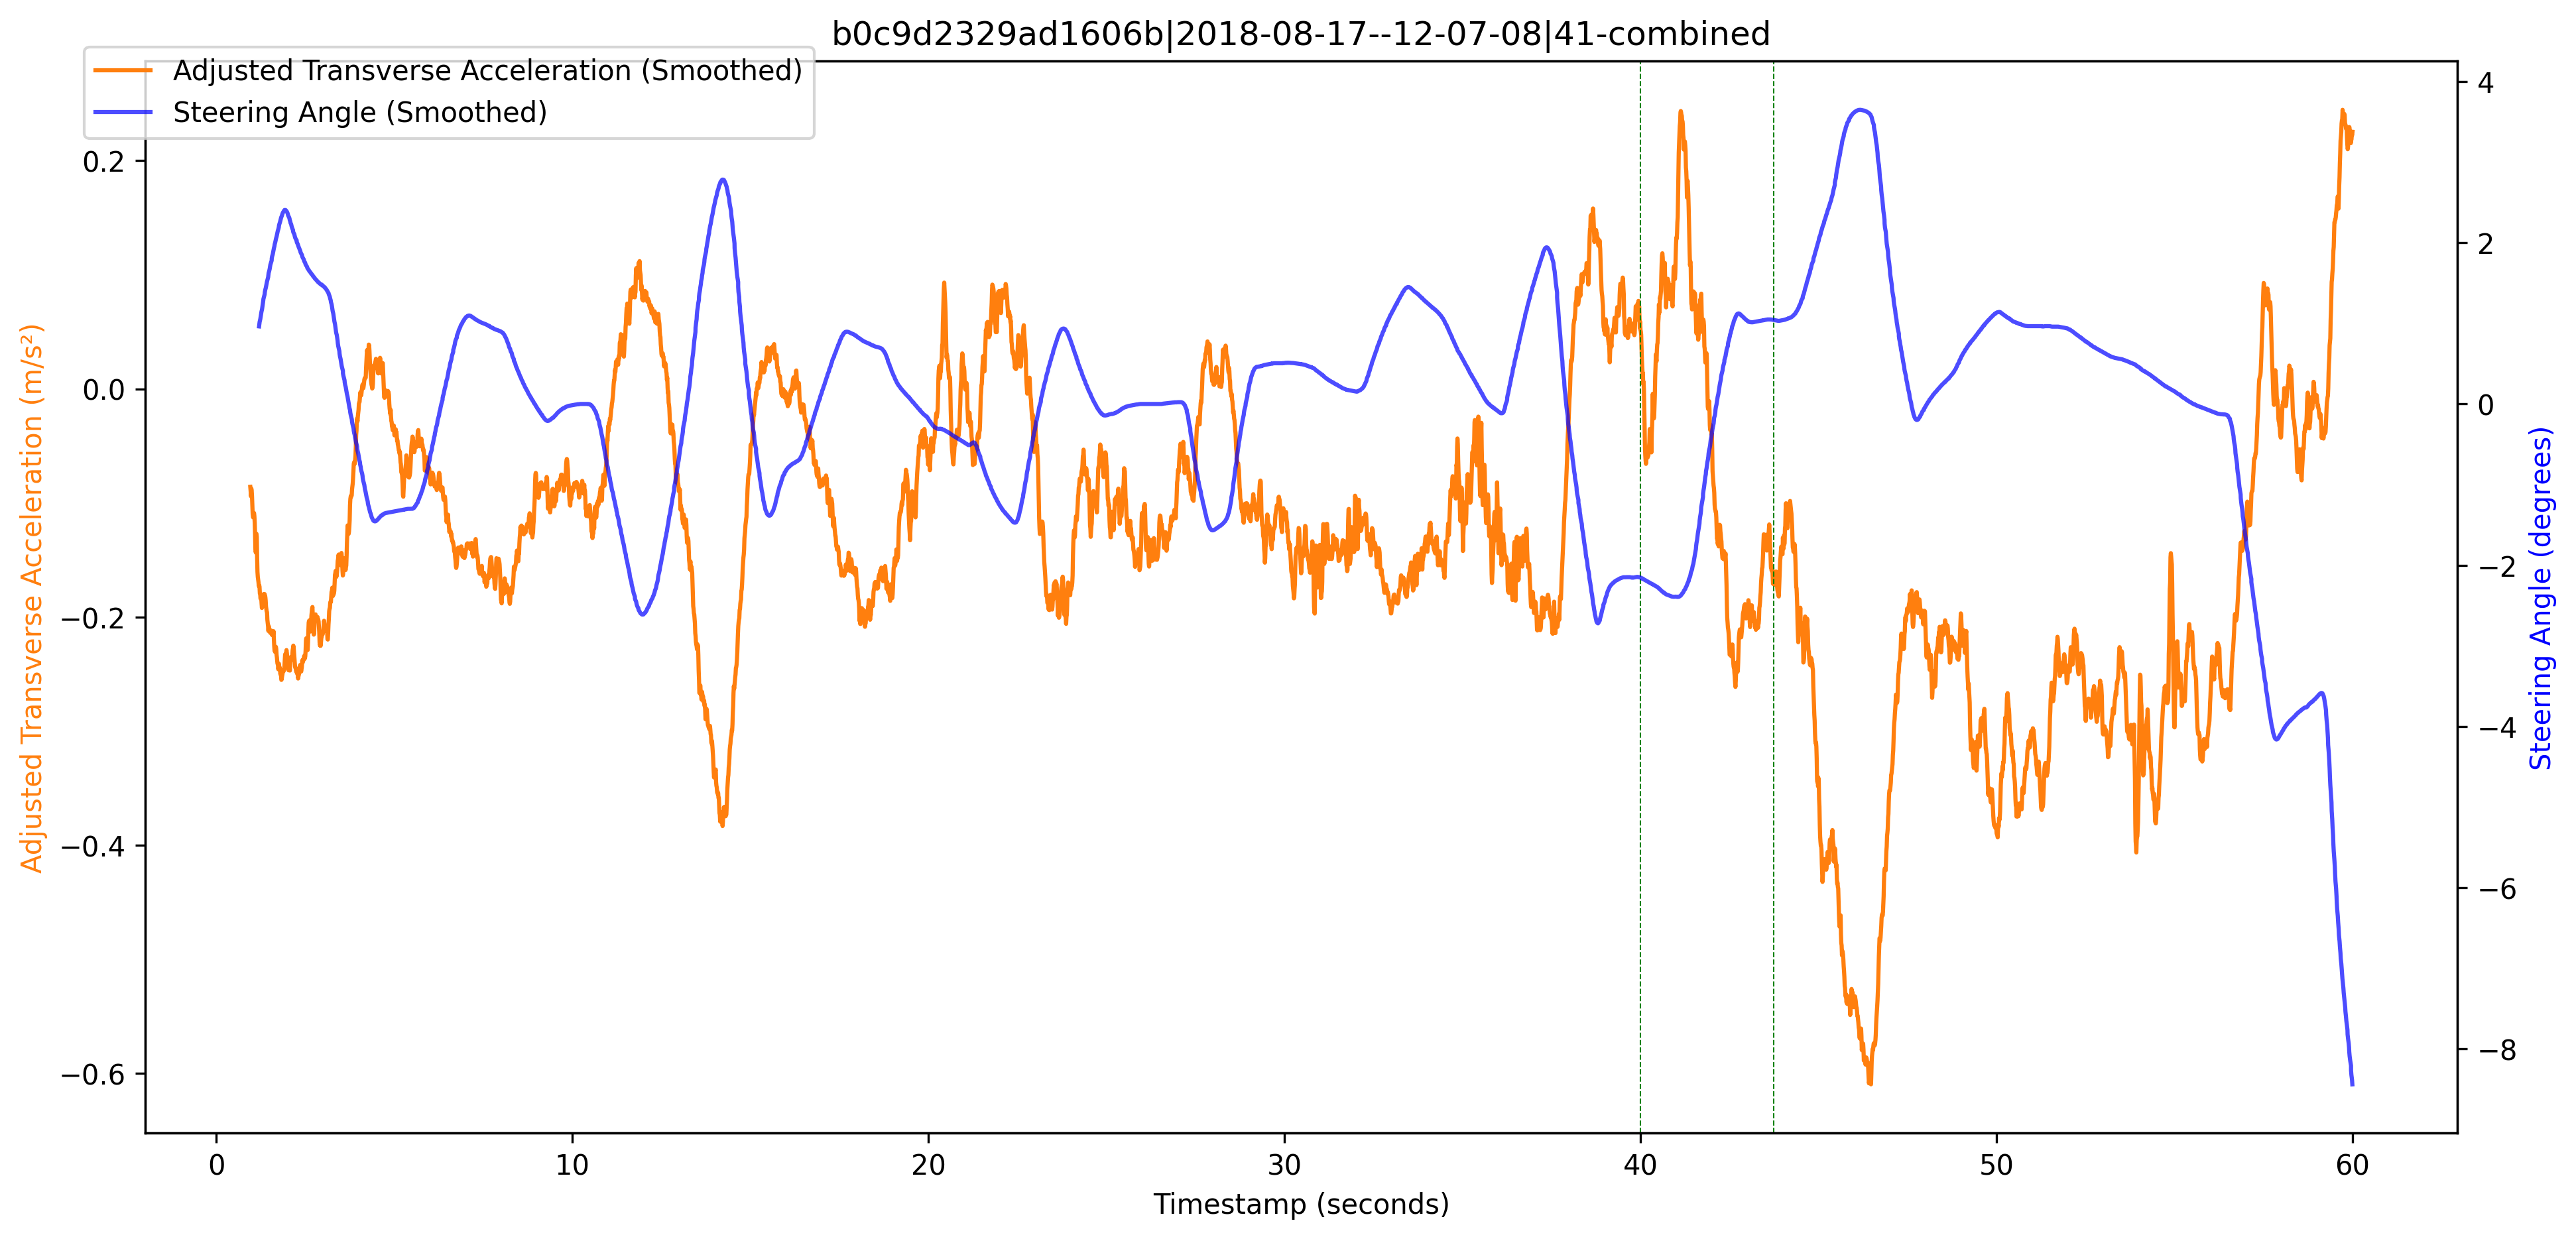 b0c9d2329ad1606b|2018-08-17--12-07-08|41-combined
Adjusted Transverse Acceleration (Smoothed)
Steering Angle (Smoothed)
Adjusted Transverse Acceleration (m/s²)
0.2
0.0
−0.2
−0.4
−0.6
4
2
0
−2
−4
−6
−8
Steering Angle (degrees)
0 10 20 30 40 50 60
Timestamp (seconds)